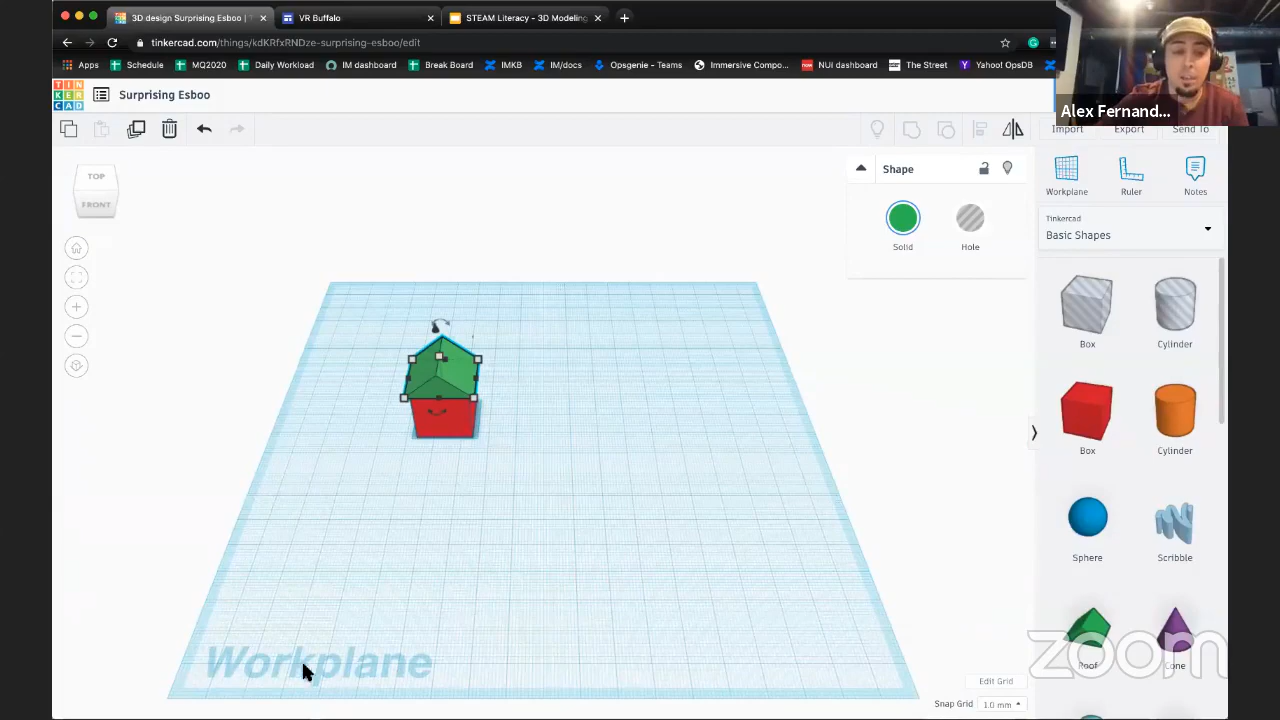 3D design Surprising Esboo | T
VR Buffalo
STEAM Literacy - 3D Modeling
tinkercad.com/things/kdKRfxRNDze-surprising-esboo/edit
Apps
Schedule
MQ2020
Daily Workload
IM dashboard
Break Board
IMKB
IM/docs
Opsgenie - Teams
Immersive Compo...
NUI dashboard
The Street
Yahoo! OpsDB
Alex Fernand...
TINKERCAD
Surprising Esboo
Import
Export
Send To
TOP
FRONT
Shape
Solid
Hole
Workplane
Ruler
Notes
Tinkercad
Basic Shapes
Box
Cylinder
Box
Cylinder
Sphere
Scribble
Roof
Cone
Workplane
Edit Grid
Snap Grid
1.0 mm
zoom